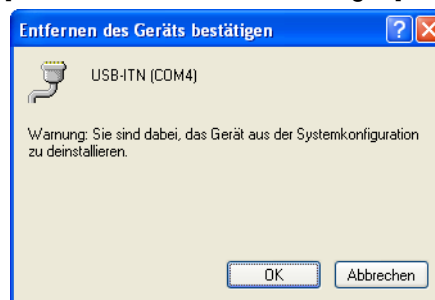 Entfernen des Geräts bestätigen
USB-ITN (COM4)
Warnung: Sie sind dabei, das Gerät aus der Systemkonfiguration
zu deinstallieren.
OK Abbrechen